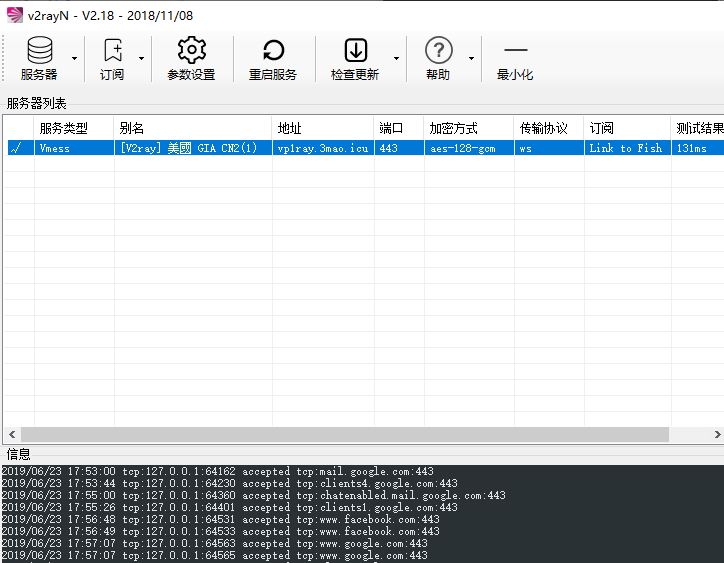 v2rayN - V2.18 - 2018/11/08
服务器 订阅 参数设置 重启服务 检查更新 帮助 最小化
服务器列表
服务类型 别名 地址 端口 加密方式 传输协议 订阅 测试结果
Vmess [V2ray] 美國 GIA CN2(1) vp1ray.3mao.icu 443 aes-128-gcm ws Link to Fish 131ms
信息
2019/06/23 17:53:00 tcp:127.0.0.1:64162 accepted tcp:mail.google.com:443
2019/06/23 17:53:44 tcp:127.0.0.1:64230 accepted tcp:clients4.google.com:443
2019/06/23 17:55:00 tcp:127.0.0.1:64360 accepted tcp:chatenabled.mail.google.com:443
2019/06/23 17:55:26 tcp:127.0.0.1:64401 accepted tcp:clients1.google.com:443
2019/06/23 17:56:48 tcp:127.0.0.1:64531 accepted tcp:www.facebook.com:443
2019/06/23 17:56:49 tcp:127.0.0.1:64533 accepted tcp:www.facebook.com:443
2019/06/23 17:57:07 tcp:127.0.0.1:64563 accepted tcp:www.google.com:443
2019/06/23 17:57:07 tcp:127.0.0.1:64565 accepted tcp:www.google.com:443